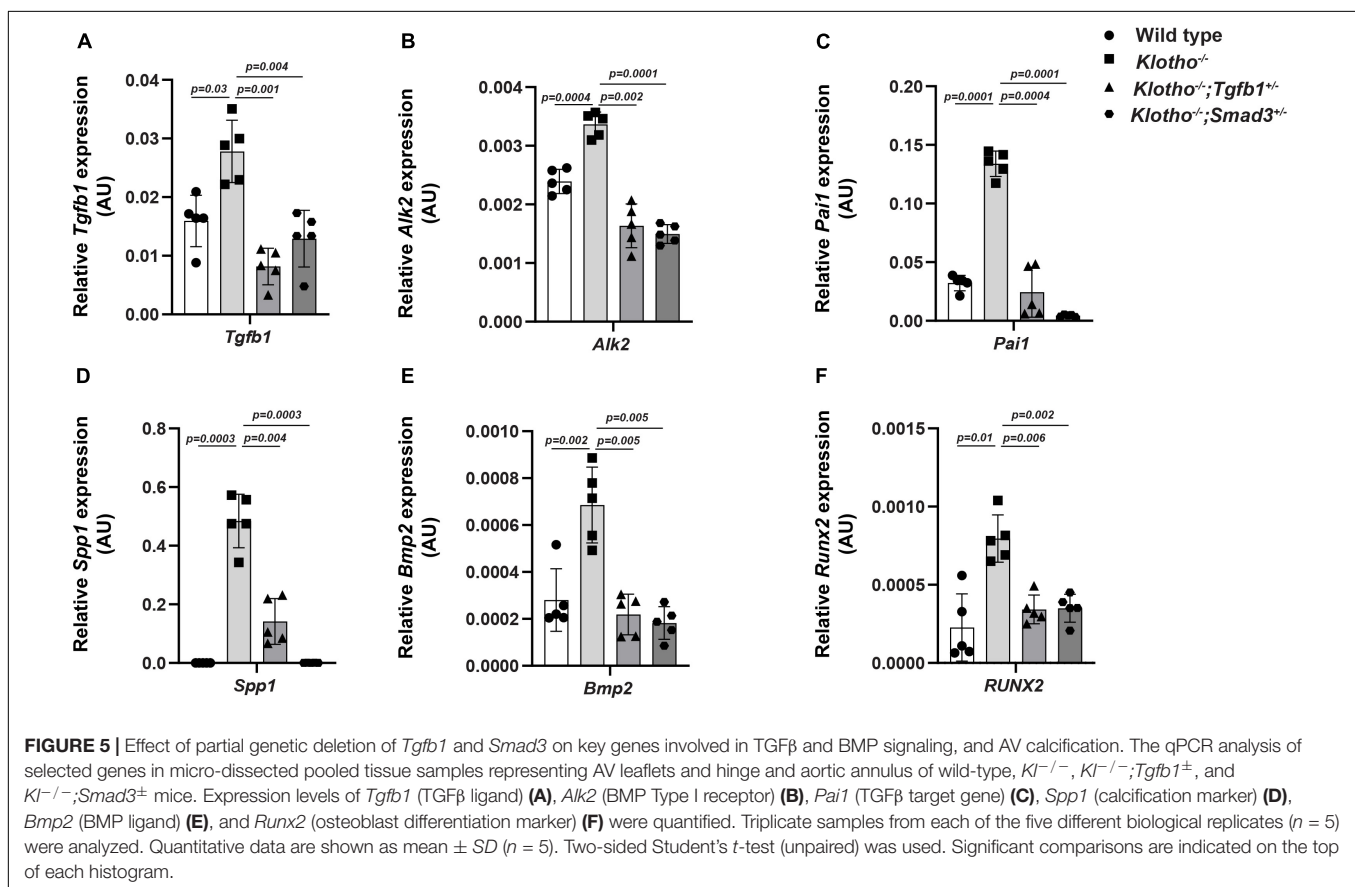 A
B
C
Wild type
Klotho-/-
Klotho-/-;Tgfb1+/-
Klotho-/-;Smad3+/-
Relative Tgfb1 expression
(AU)
0.04
0.03
0.02
0.01
0.00
p=0.004
p=0.03
p=0.001
Tgfb1
Relative Alk2 expression
(AU)
0.004
0.003
0.002
0.001
0.000
p=0.0001
p=0.0004
p=0.002
Alk2
Relative Pai1 expression
(AU)
0.20
0.15
0.10
0.05
0.00
p=0.0001
p=0.0001
p=0.0004
Pai1
D
E
F
Relative Spp1 expression
(AU)
0.8
0.6
0.4
0.2
0.0
p=0.0003
p=0.0003
p=0.004
Spp1
Relative Bmp2 expression
(AU)
0.0010
0.0008
0.0006
0.0004
0.0002
0.0000
p=0.005
p=0.002
p=0.005
Bmp2
Relative Runx2 expression
(AU)
0.0015
0.0010
0.0005
0.0000
p=0.002
p=0.01
p=0.006
RUNX2
FIGURE 5 | Effect of partial genetic deletion of Tgfb1 and Smad3 on key genes involved in TGFβ and BMP signaling, and AV calcification. The qPCR analysis of
selected genes in micro-dissected pooled tissue samples representing AV leaflets and hinge and aortic annulus of wild-type, Kl−/−, Kl−/−;Tgfb1±, and
Kl−/−;Smad3± mice. Expression levels of Tgfb1 (TGFβ ligand) (A), Alk2 (BMP Type I receptor) (B), Pai1 (TGFβ target gene) (C), Spp1 (calcification marker) (D),
Bmp2 (BMP ligand) (E), and Runx2 (osteoblast differentiation marker) (F) were quantified. Triplicate samples from each of the five different biological replicates (n = 5)
were analyzed. Quantitative data are shown as mean ± SD (n = 5). Two-sided Student's t-test (unpaired) was used. Significant comparisons are indicated on the top
of each histogram.